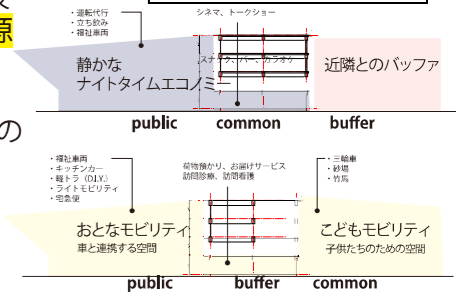 源
の
・運転代行
・立ち飲み
・福祉車両
シネマ、トークショー
静かな
ナイトタイムエコノミー
スナック、バー、カラオケ
近隣とのバッファ
public
common
buffer
・福祉車両
・キッチンカー
・軽トラ（D.I.Y.）
・ライトモビリティ
・宅急便
荷物預かり、お届けサービス
訪問診療、訪問看護
・三輪車
・砂場
・竹馬
おとなモビリティ
車と連携する空間
こどもモビリティ
子供たちのための空間
public
buffer
common